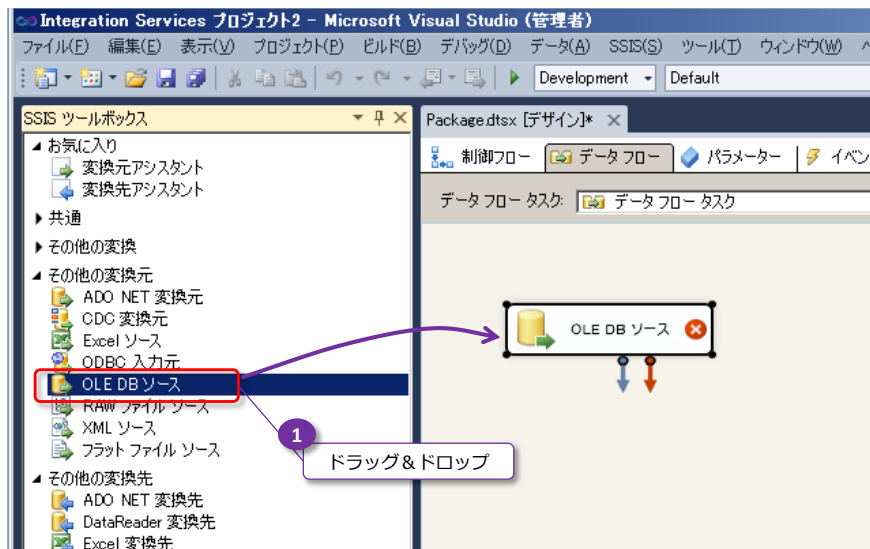 Integration Services プロジェクト2 - Microsoft Visual Studio (管理者)
ファイル(F) 編集(E) 表示(V) プロジェクト(P) ビルド(B) デバッグ(D) データ(A) SSIS(S) ツール(T) ウィンドウ(W)
Development Default
SSIS ツールボックス
Package.dtsx [デザイン]*
お気に入り
変換元アシスタント
変換先アシスタント
共通
その他の変換
その他の変換元
ADO NET 変換元
CDC 変換元
Excel ソース
ODBC 入力元
OLE DB ソース
RAW ファイル ソース
XML ソース
フラット ファイル ソース
その他の変換先
ADO NET 変換先
DataReader 変換先
Excel 変換先
制御フロー データ フロー パラメーター イベン
データ フロー タスク: データ フロー タスク
OLE DB ソース
1
ドラッグ＆ドロップ